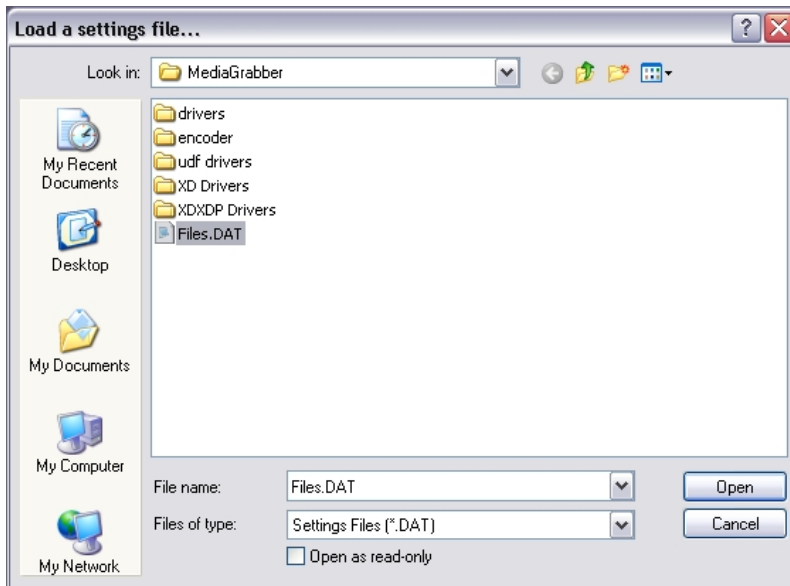 Load a settings file...
Look in: MediaGrabber
My Recent
Documents
Desktop
My Documents
My Computer
My Network
drivers
encoder
udf drivers
XD Drivers
XDXDP Drivers
Files.DAT
File name: Files.DAT Open
Files of type: Settings Files (*.DAT) Cancel
Open as read-only